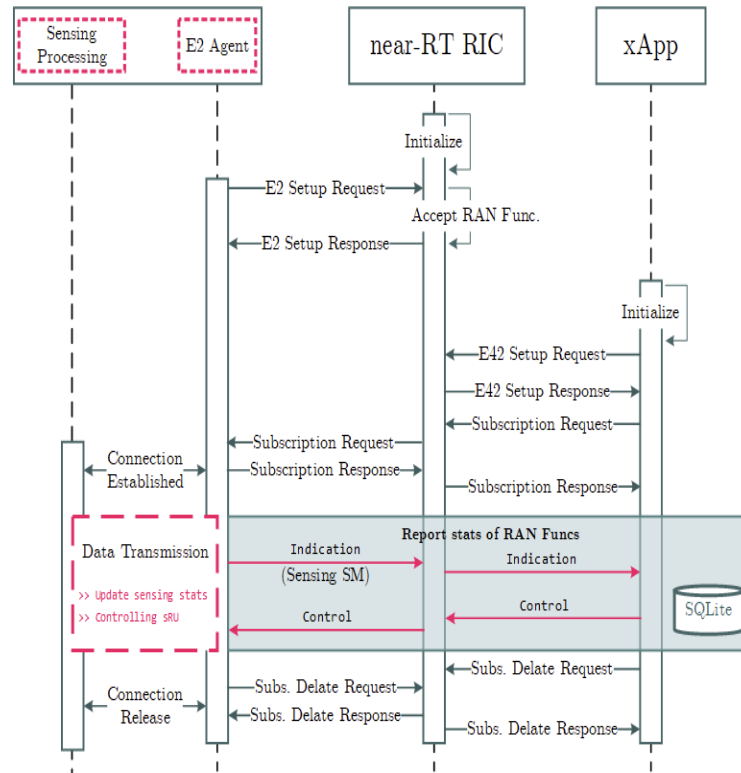 Sensing
Processing
E2 Agent
near-RT RIC
xApp
Initialize
E2 Setup Request
Accept RAN Func.
E2 Setup Response
Initialize
E42 Setup Request
E42 Setup Response
Subscription Request
Subscription Request
Connection
Established
Subscription Response
Subscription Response
Report stats of RAN Funcs
Data Transmission
Indication
(Sensing SM)
Indication
>> Update sensing stats
>> Controlling sRU
Control
Control
SQLite
Subs. Delate Request
Subs. Delate Request
Connection
Release
Subs. Delate Response
Subs. Delate Response